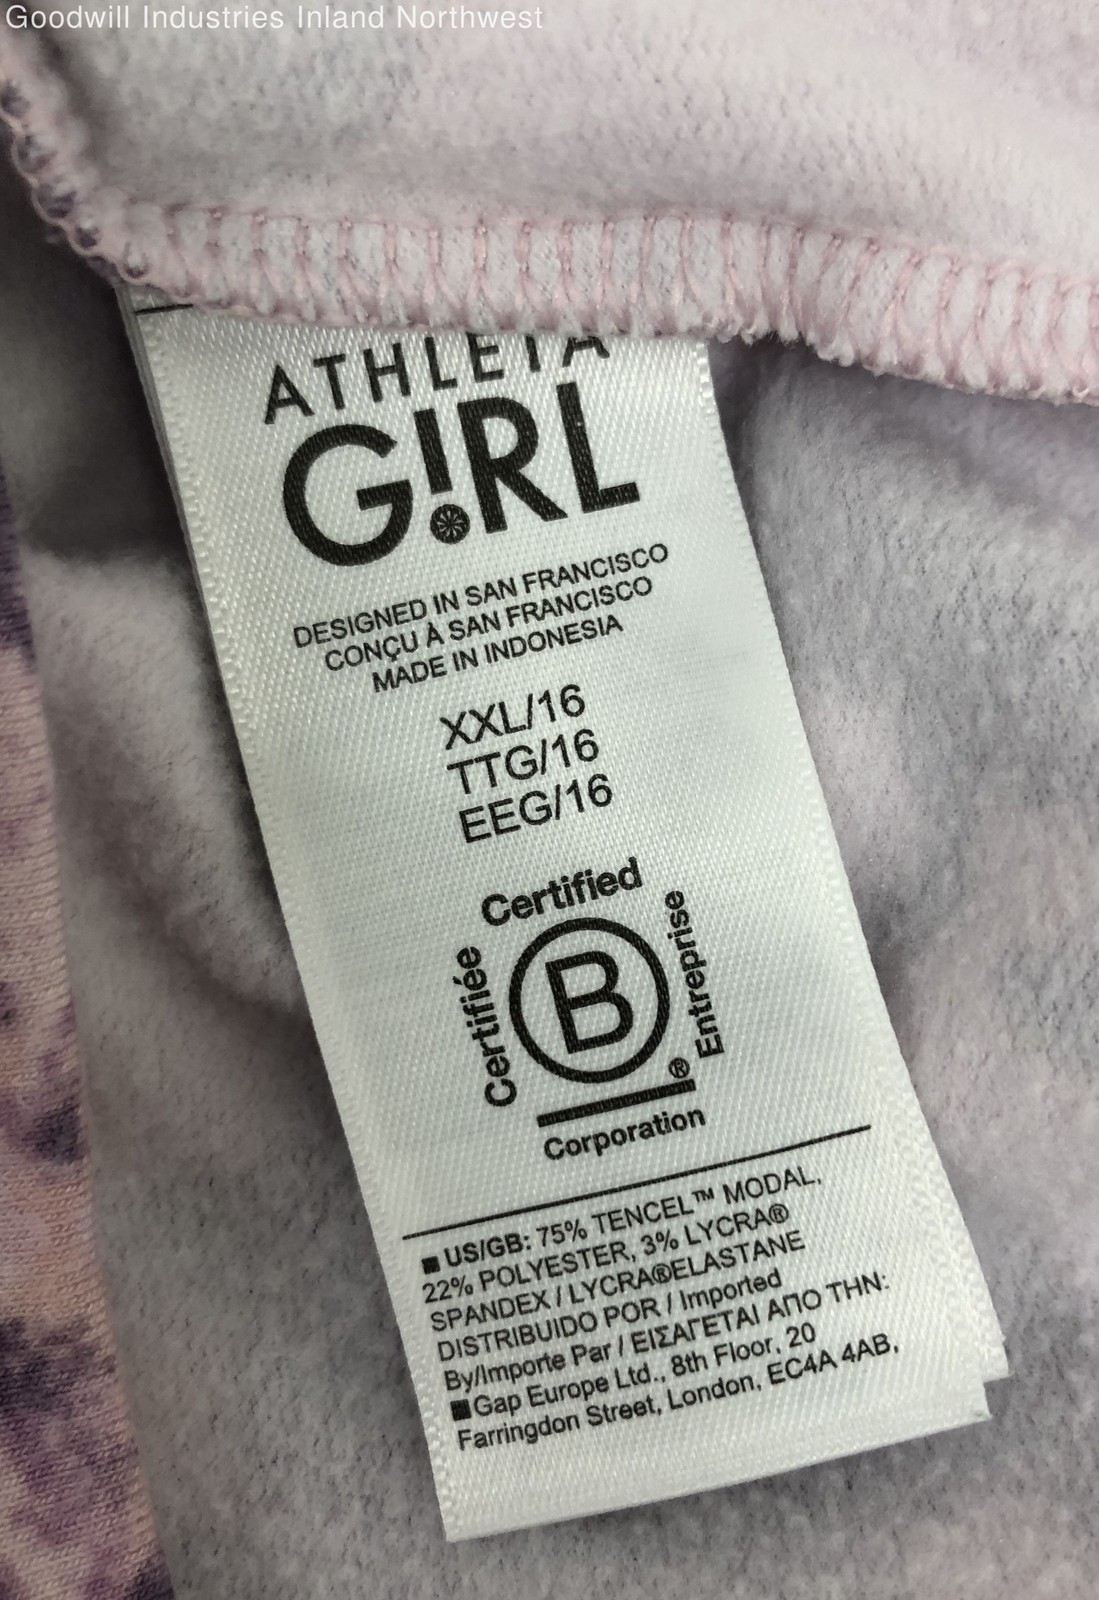 Goodwill Industries Inland Northwest
ATHLETA
G!RL
DESIGNED IN SAN FRANCISCO
CONÇU À SAN FRANCISCO
MADE IN INDONESIA
XXL/16
TTG/16
EEG/16
Certified
Certifiée
B
Entreprise
®
Corporation
■ US/GB: 75% TENCEL™ MODAL,
22% POLYESTER, 3% LYCRA®
SPANDEX / LYCRA®ELASTANE
DISTRIBUIDO POR / Imported
By/Importe Par / ΕΙΣΑΓΕΤΑΙ ΑΠΟ ΤΗΝ:
■Gap Europe Ltd., 8th Floor, 20
Farringdon Street, London, EC4A 4AB,